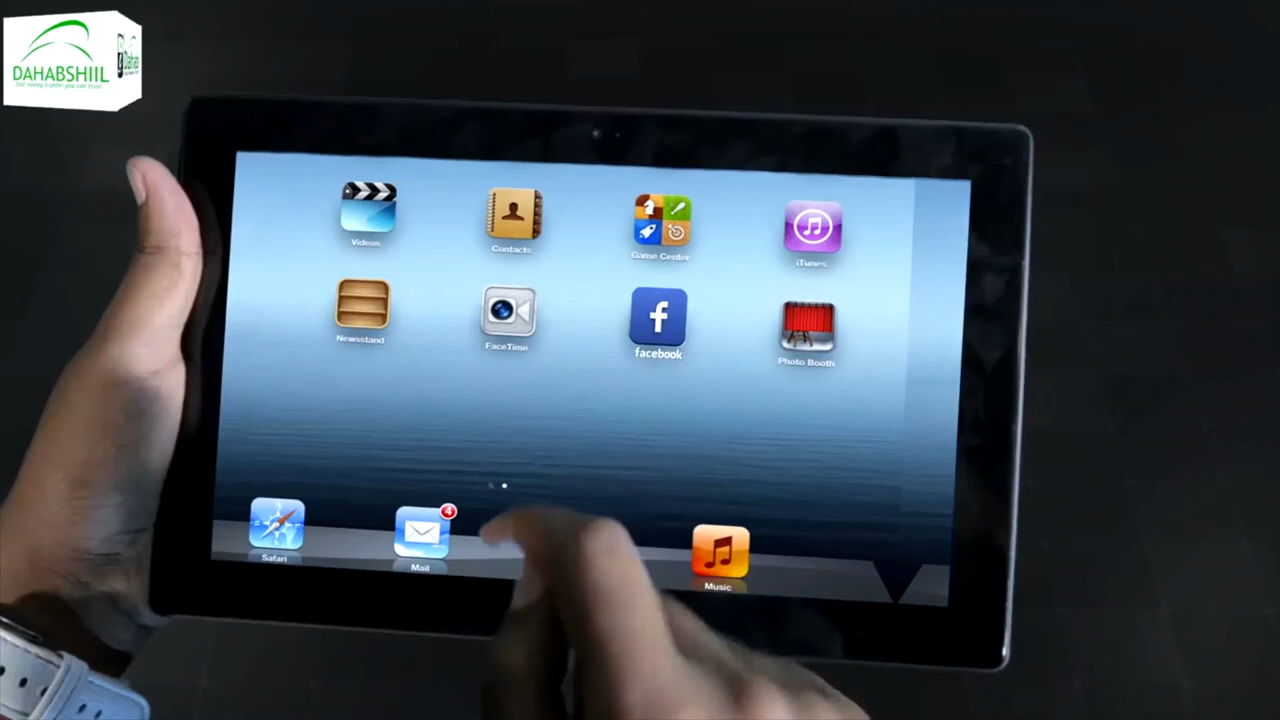 DAHABSHIIL
Videos
Contacts
Game Center
iTunes
Newsstand
FaceTime
facebook
Photo Booth
4
Safari
Mail
Music